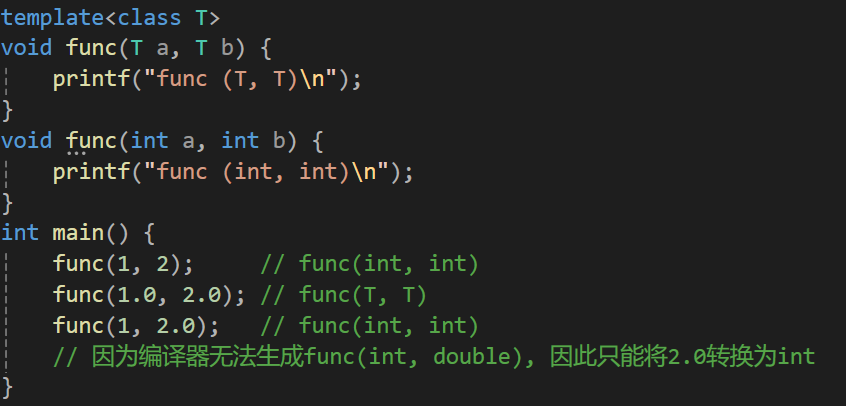 template<class T>
void func(T a, T b) {
    printf("func (T, T)\n");
}
void func(int a, int b) {
    printf("func (int, int)\n");
}
int main() {
    func(1, 2);     // func(int, int)
    func(1.0, 2.0); // func(T, T)
    func(1, 2.0);   // func(int, int)
    // 因为编译器无法生成func(int, double), 因此只能将2.0转换为int
}